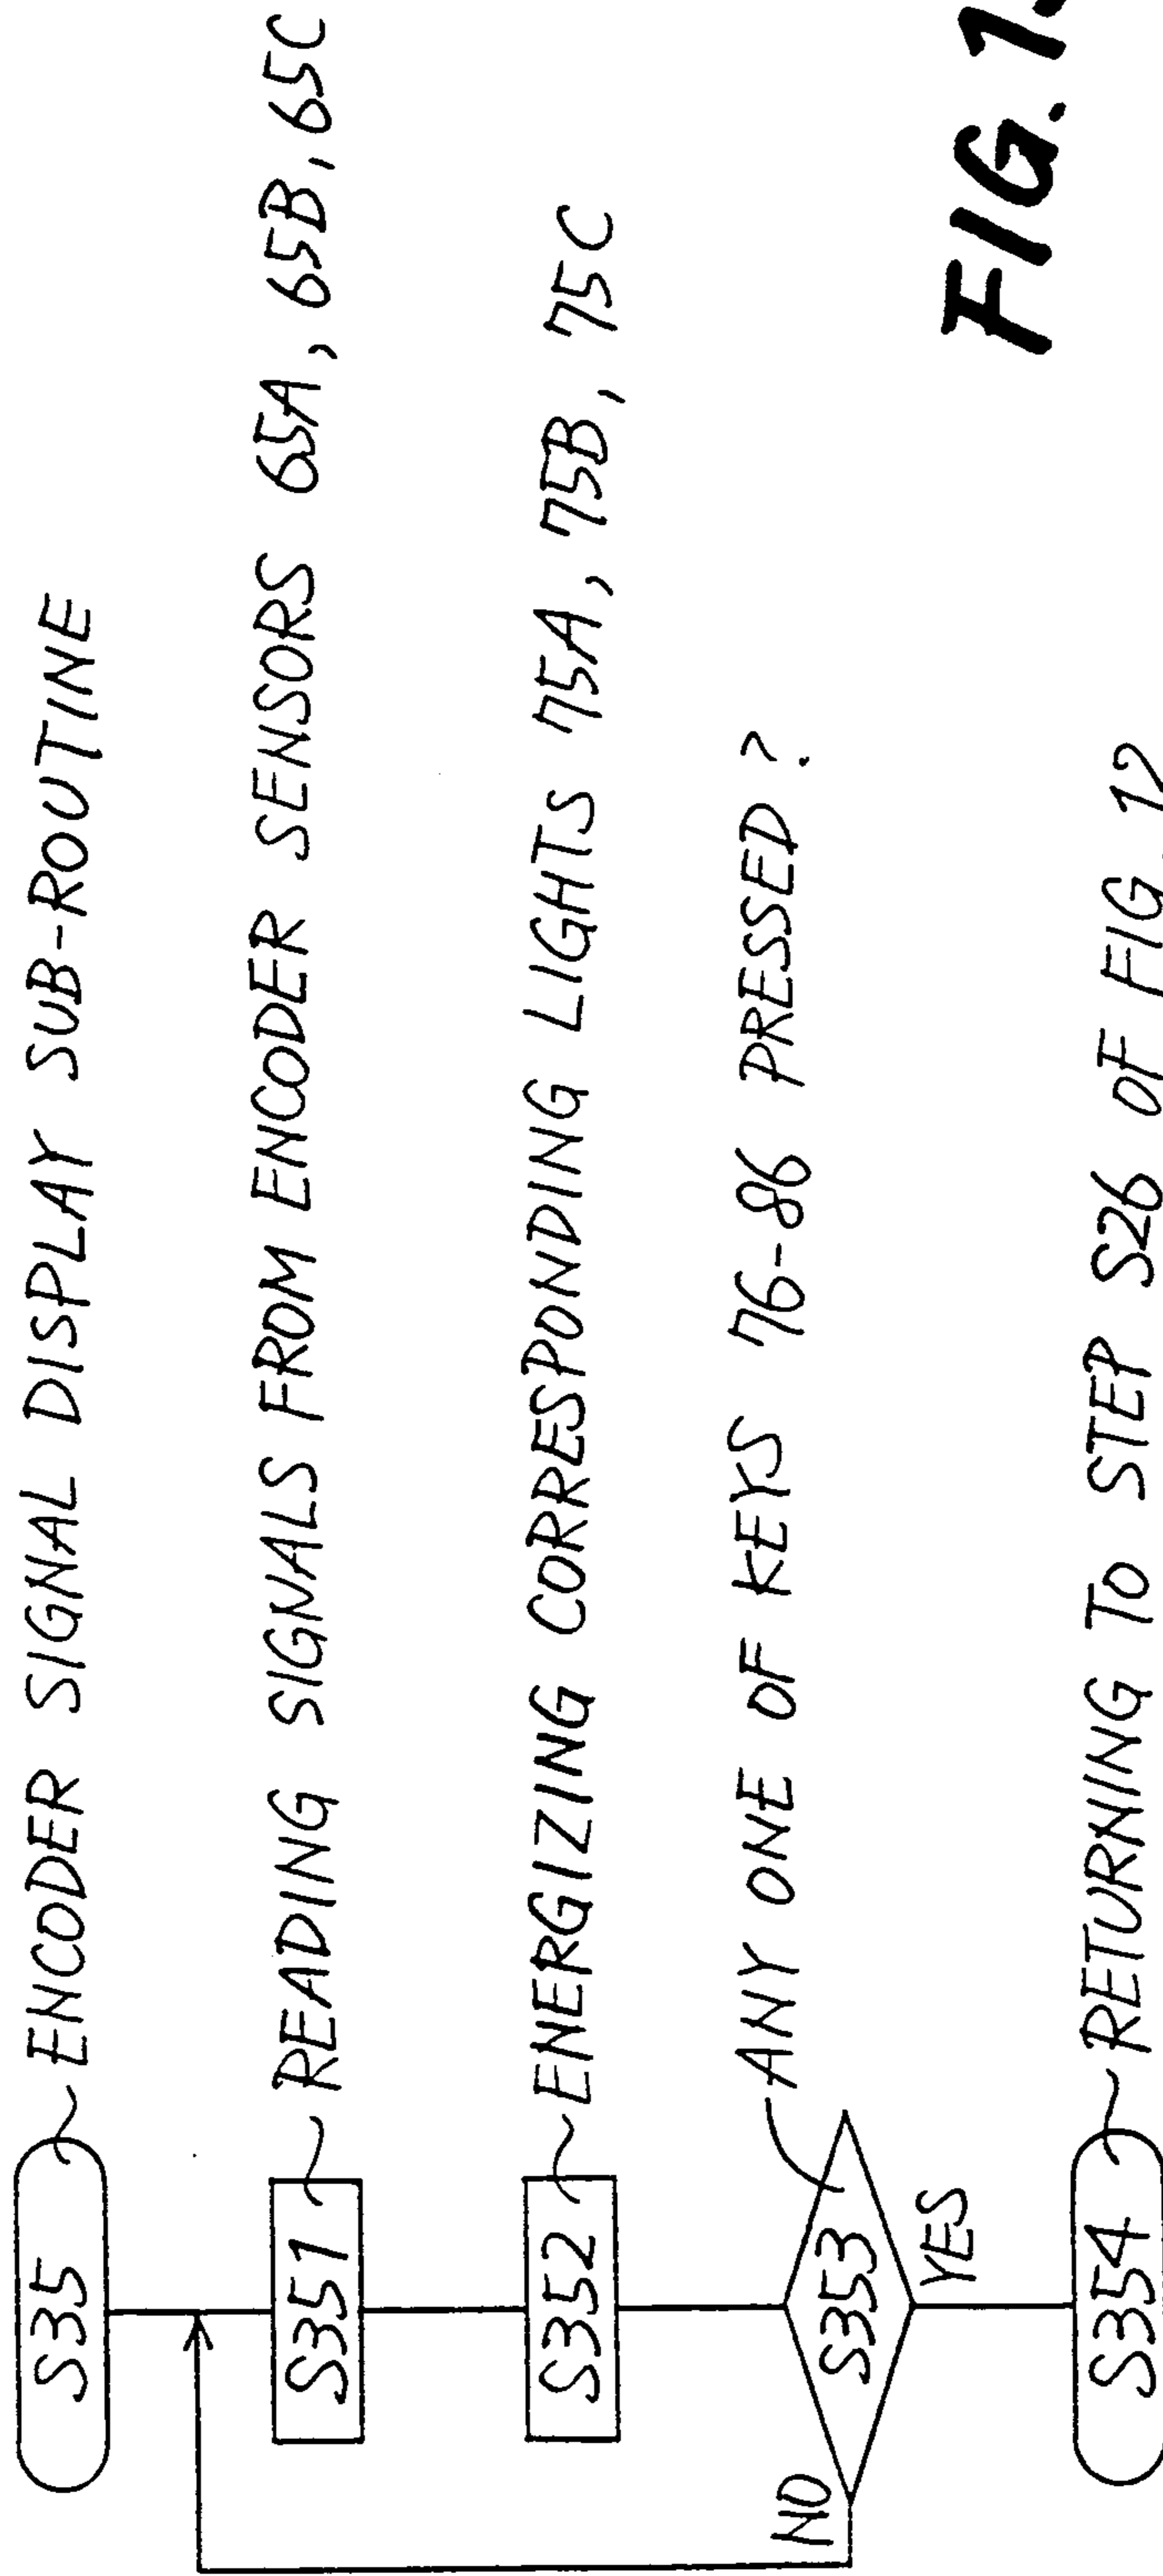 S35 ENCODER SIGNAL DISPLAY SUB-ROUTINE
S351 READING SIGNALS FROM ENCODER SENSORS 65A, 65B, 65C
S352 ENERGIZING CORRESPONDING LIGHTS 75A, 75B, 75C
S353 ANY ONE OF KEYS 76-86 PRESSED?
NO
YES
S354 RETURNING TO STEP S26 OF FIG. 12
FIG.